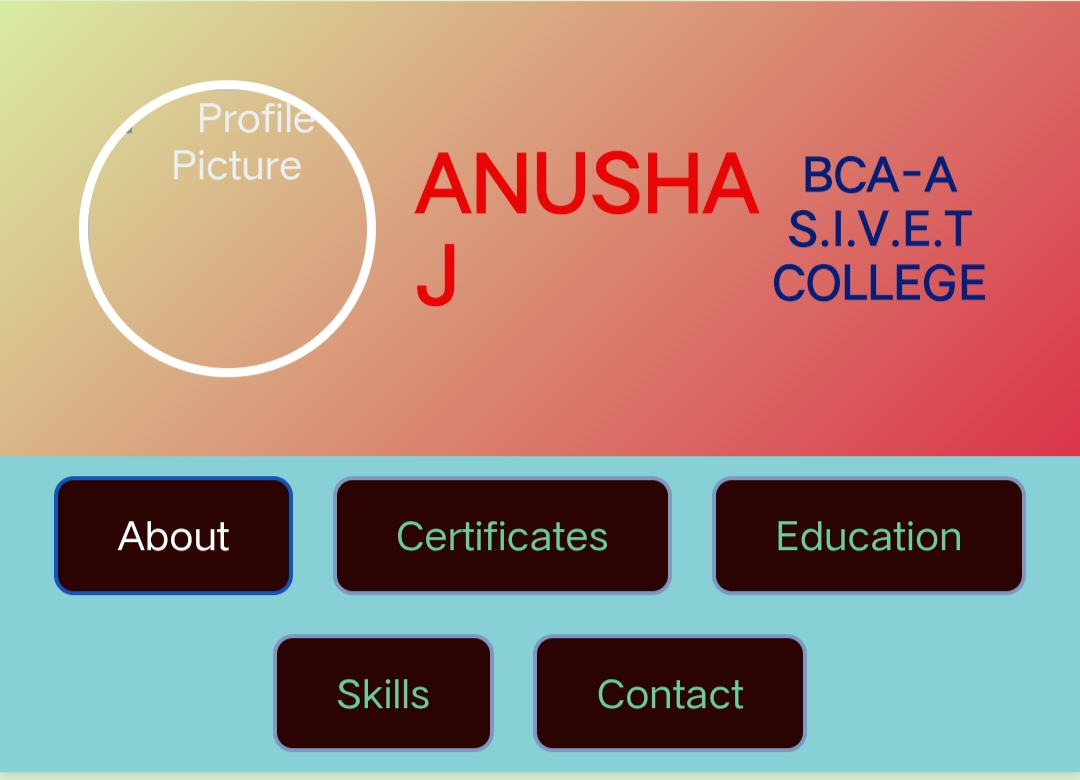 Profile
Picture
ANUSHA
J
BCA-A
S.I.V.E.T
COLLEGE
About
Certificates
Education
Skills
Contact